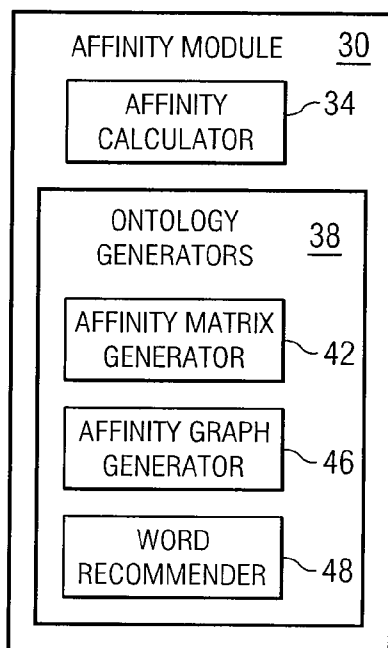 AFFINITY MODULE 30
AFFINITY
CALCULATOR
34
ONTOLOGY
GENERATORS
38
AFFINITY MATRIX
GENERATOR
42
AFFINITY GRAPH
GENERATOR
46
WORD
RECOMMENDER
48